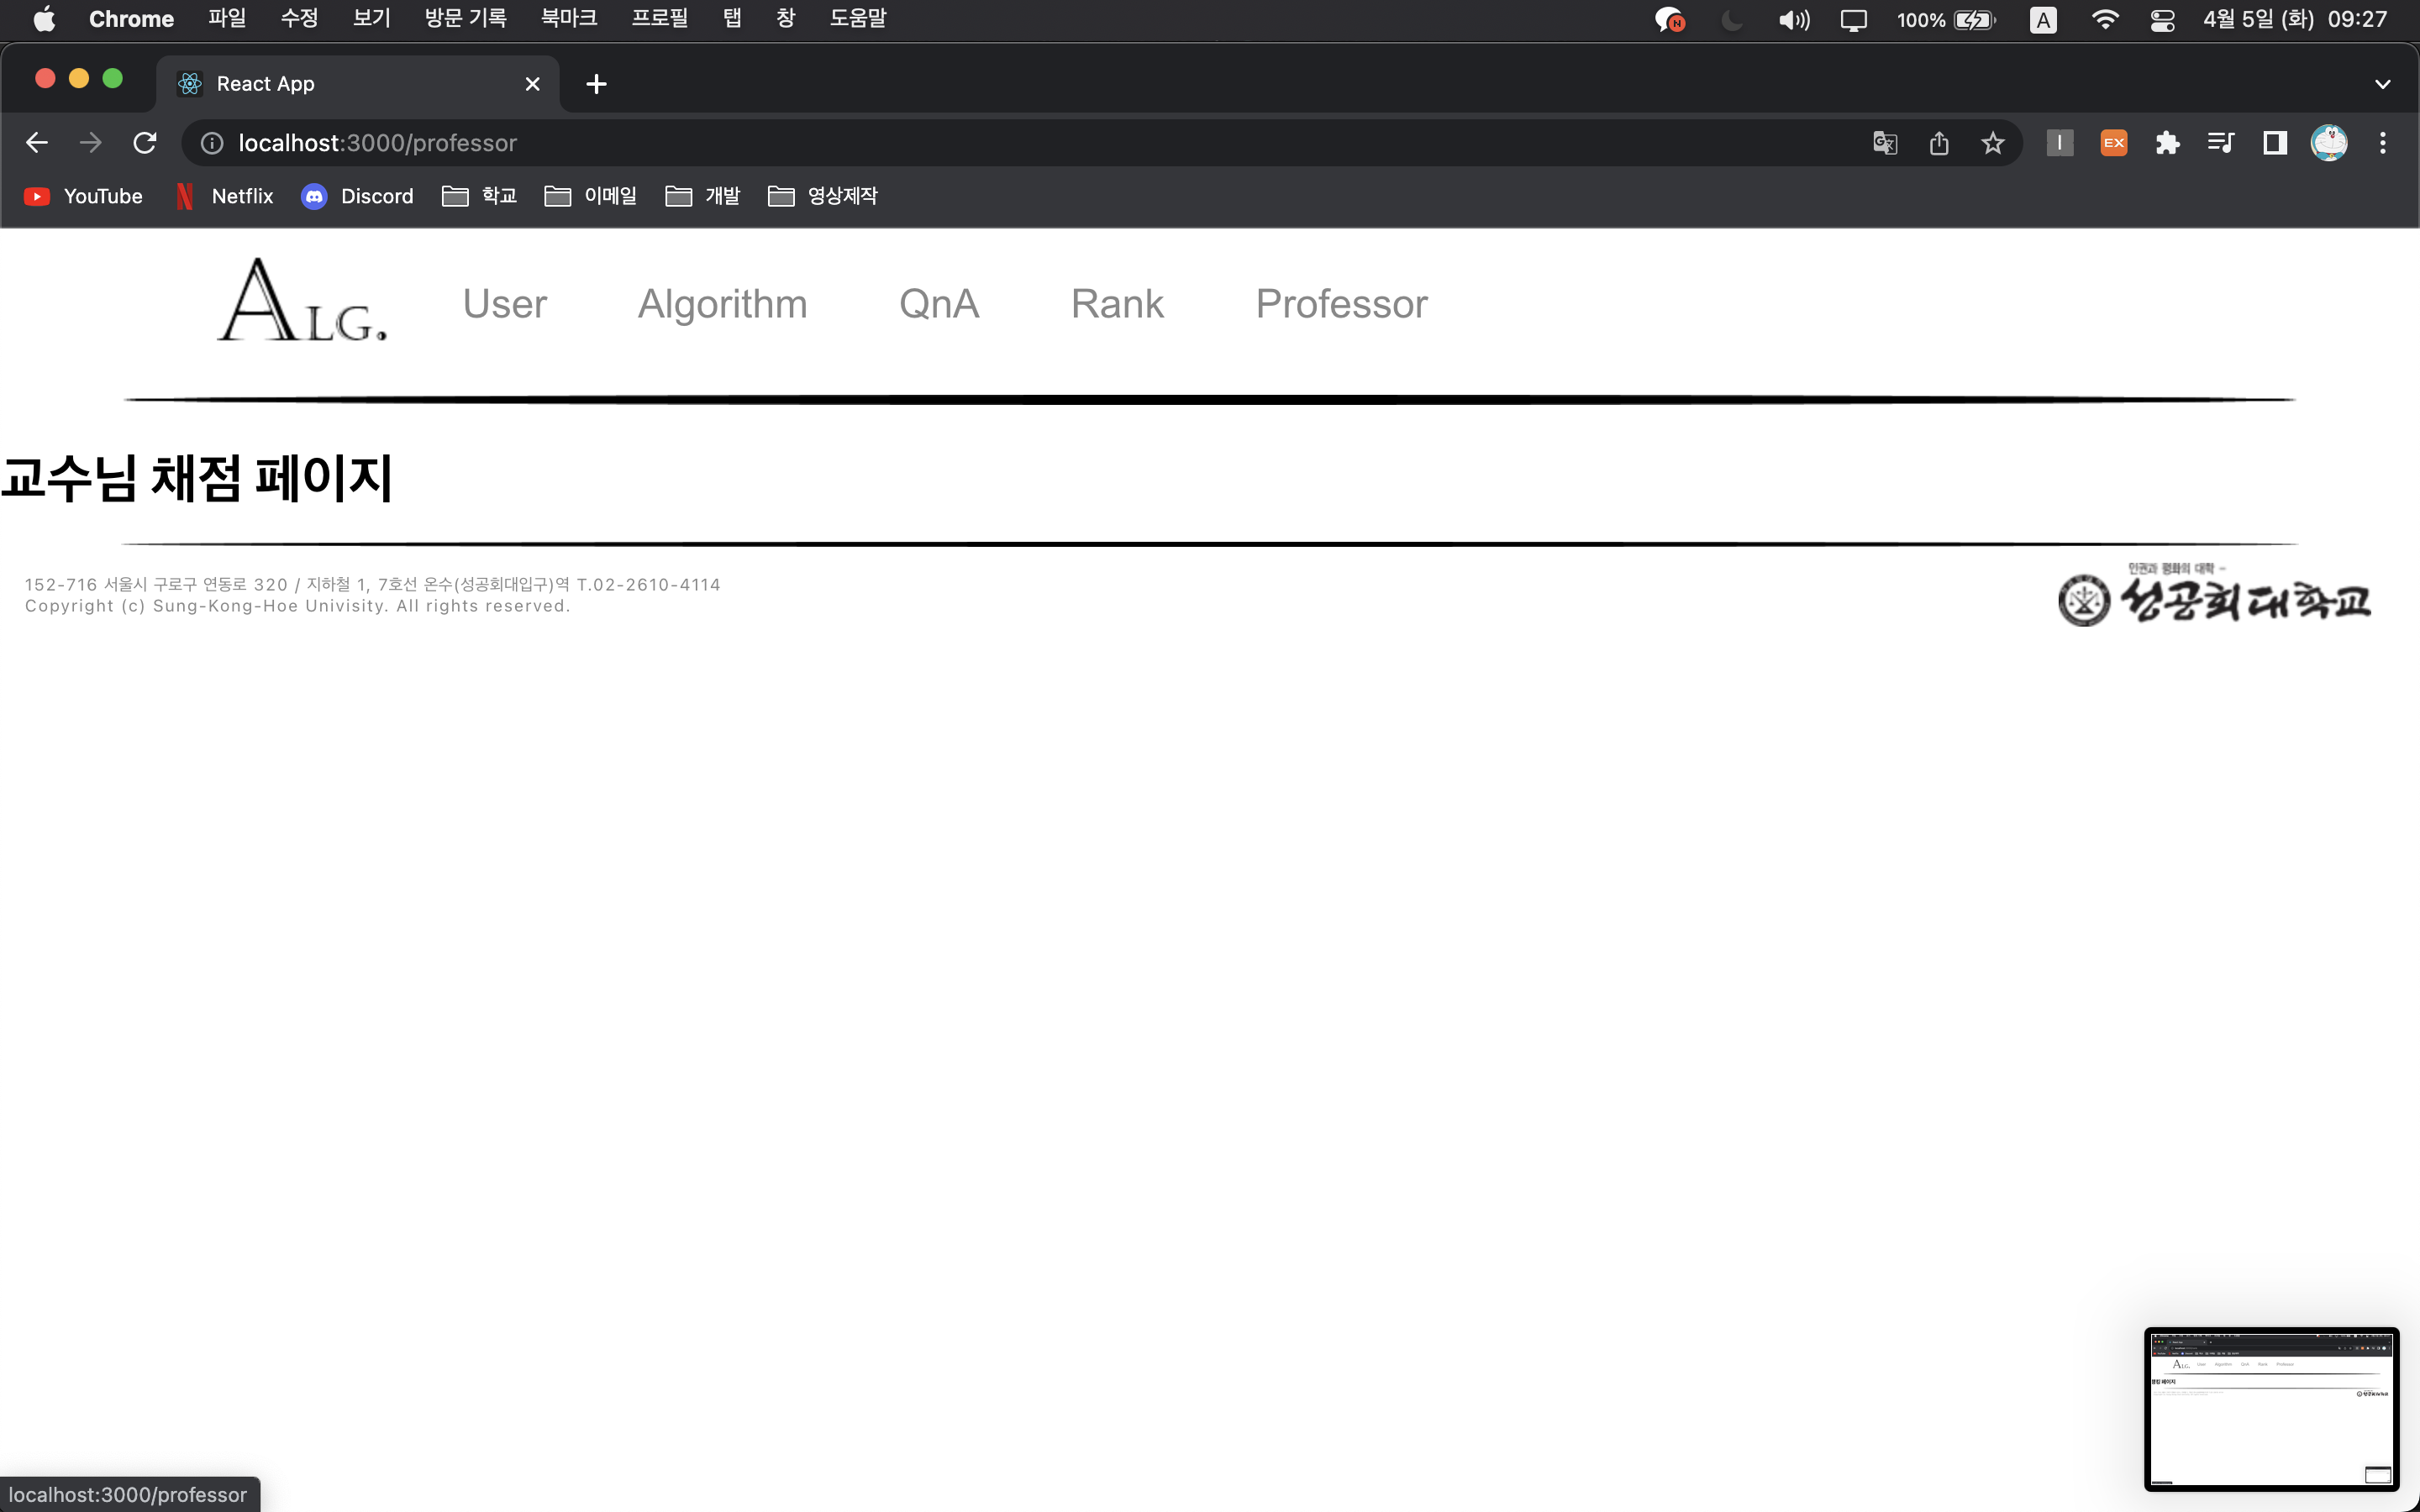 Chrome 파일 수정 보기 방문 기록 북마크 프로필 탭 창 도움말 N 100% A 4월 5일 (화) 09:27
React App
localhost:3000/professor EX
YouTube Netflix Discord 학교 이메일 개발 영상제작
ALG. User Algorithm QnA Rank Professor
교수님 채점 페이지
152-716 서울시 구로구 연동로 320 / 지하철 1, 7호선 온수(성공회대입구)역 T.02-2610-4114
Copyright (c) Sung-Kong-Hoe Univisity. All rights reserved.
인권과 평화의 대학 –
성공회대학교
localhost:3000/professor